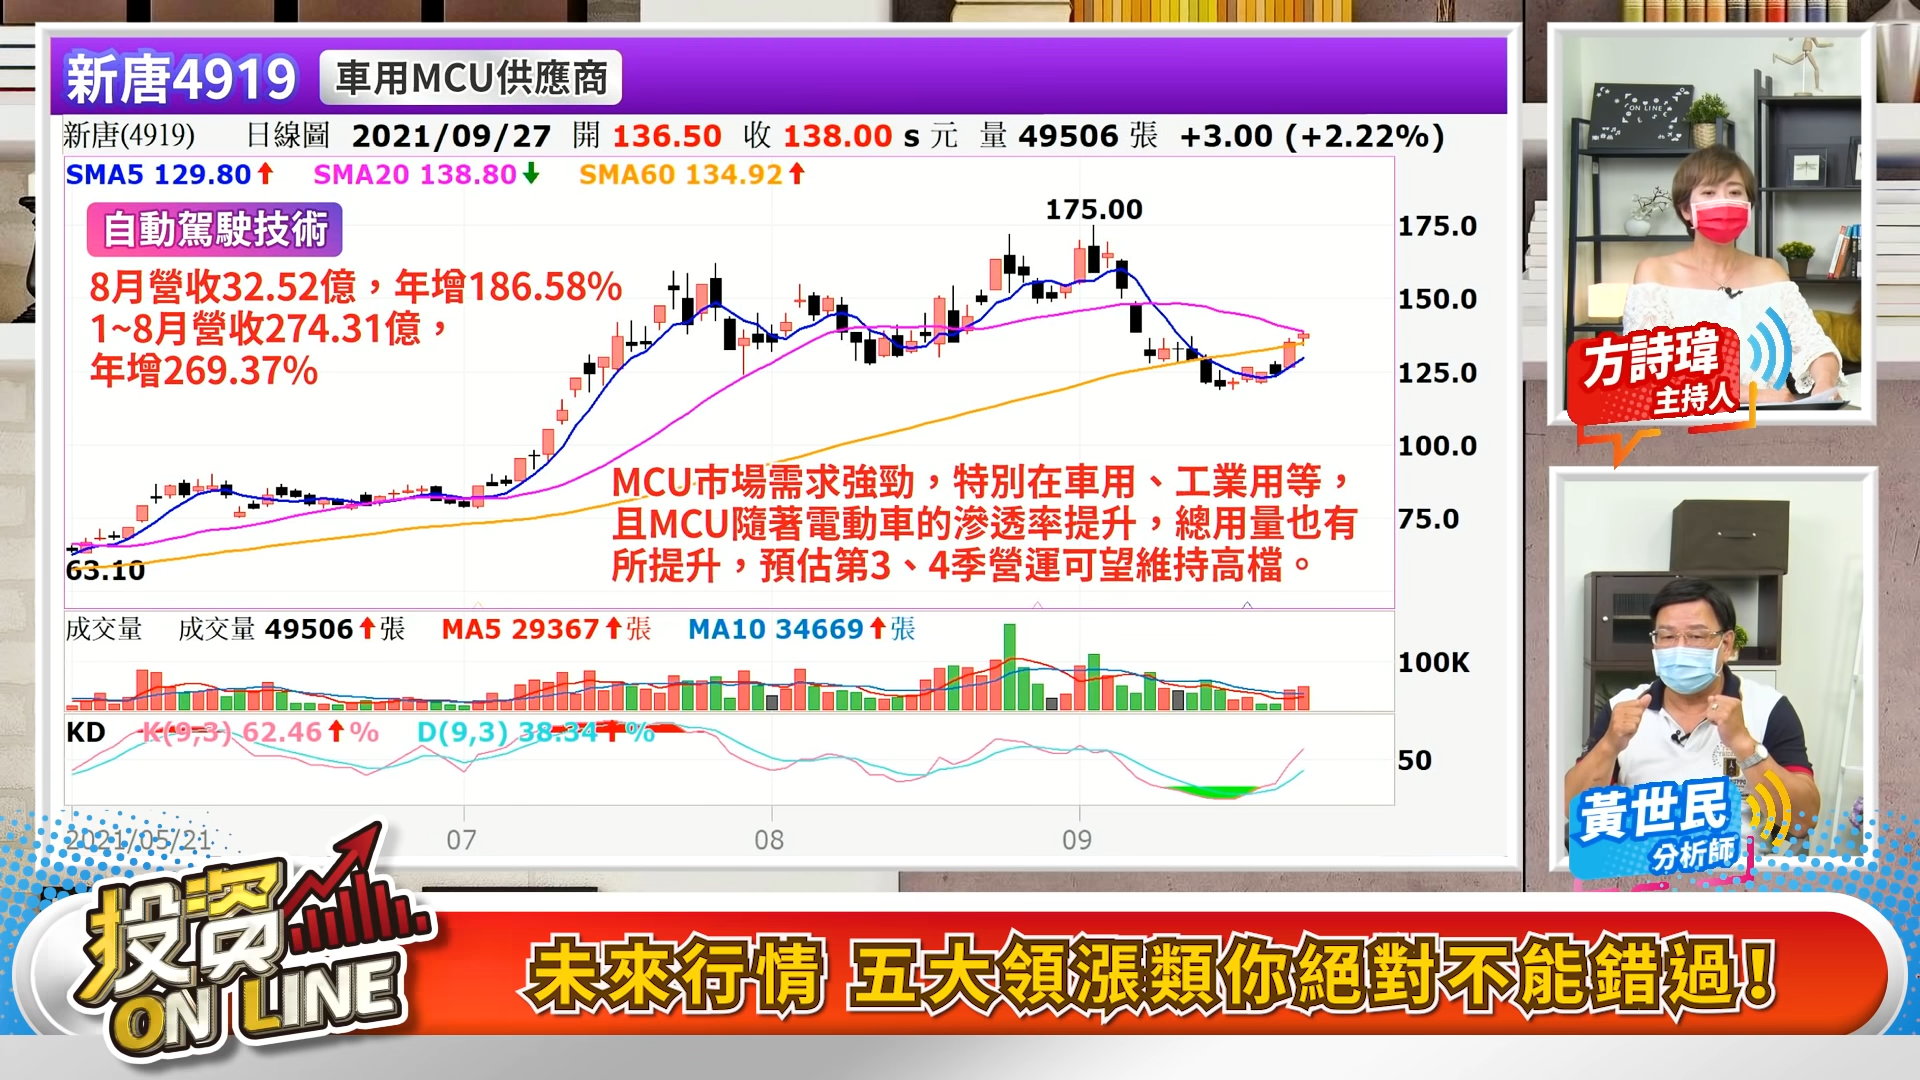 新唐4919 車用MCU供應商
新唐(4919) 日線圖 2021/09/27 開 136.50 收 138.00 s 元 量 49506 張 +3.00 (+2.22%)
SMA5 129.80 SMA20 138.80 SMA60 134.92
自動駕駛技術
8月營收32.52億，年增186.58%
1~8月營收274.31億，
年增269.37%
175.00
63.10
175.0
150.0
125.0
100.0
75.0
MCU市場需求強勁，特別在車用、工業用等，
且MCU隨著電動車的滲透率提升，總用量也有
所提升，預估第3、4季營運可望維持高檔。
成交量 成交量 49506 張 MA5 29367 張 MA10 34669 張
100K
KD K(9,3) 62.46 % D(9,3) 38.34 %
50
2021/05/21 07 08 09
ON LINE
方詩瑋
主持人
黃世民
分析師
投資
ON LINE
未來行情 五大領漲類你絕對不能錯過！